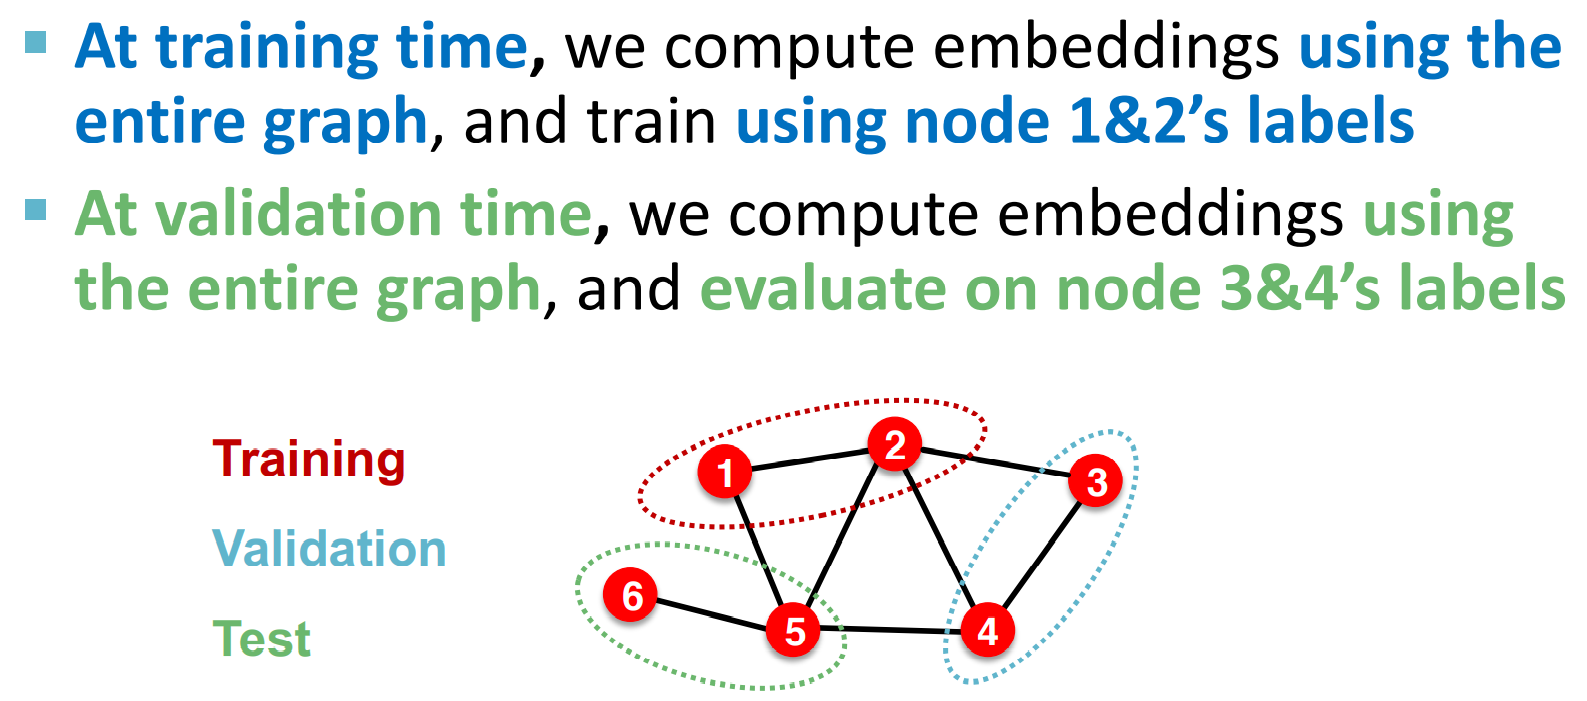 At training time, we compute embeddings using the
entire graph, and train using node 1&2’s labels
At validation time, we compute embeddings using
the entire graph, and evaluate on node 3&4’s labels
Training
Validation
Test
1
2
3
6
5
4